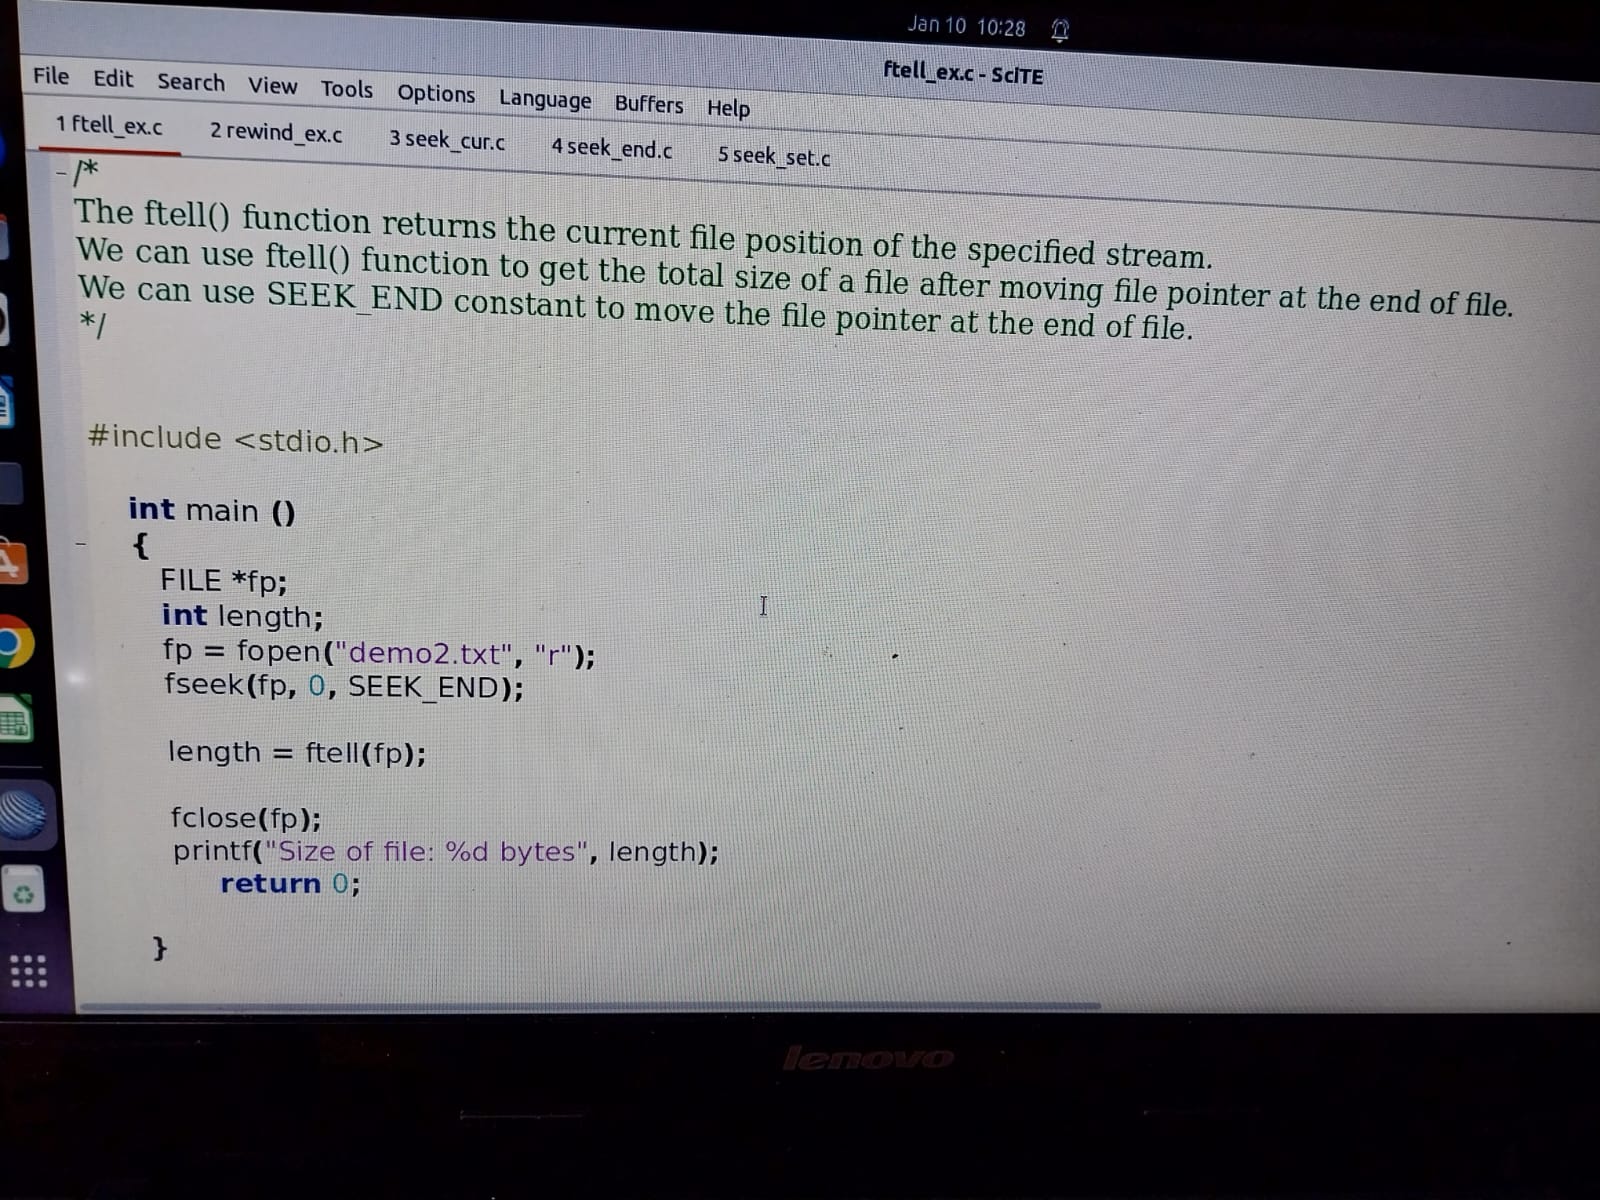 Jan 10 10:28
ftell_ex.c - SciTE
File Edit Search View Tools Options Language Buffers Help
1 ftell_ex.c 2 rewind_ex.c 3 seek_cur.c 4 seek_end.c 5 seek_set.c
/*
The ftell() function returns the current file position of the specified stream.
We can use ftell() function to get the total size of a file after moving file pointer at the end of file.
We can use SEEK_END constant to move the file pointer at the end of file.
*/
#include <stdio.h>
int main ()
{
FILE *fp;
int length;
fp = fopen("demo2.txt", "r");
fseek(fp, 0, SEEK_END);
length = ftell(fp);
fclose(fp);
printf("Size of file: %d bytes", length);
return 0;
}
lenovo